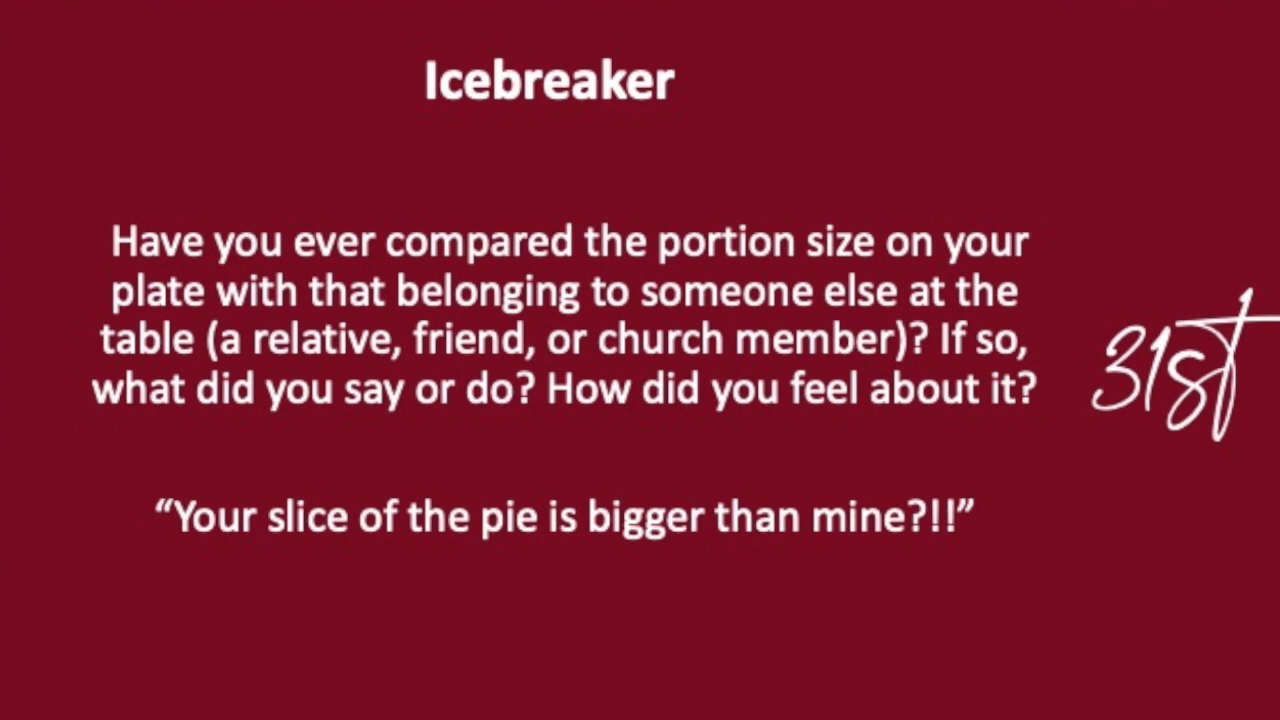 Icebreaker
Have you ever compared the portion size on your
plate with that belonging to someone else at the
table (a relative, friend, or church member)? If so,
what did you say or do? How did you feel about it?
31st
“Your slice of the pie is bigger than mine?!!”